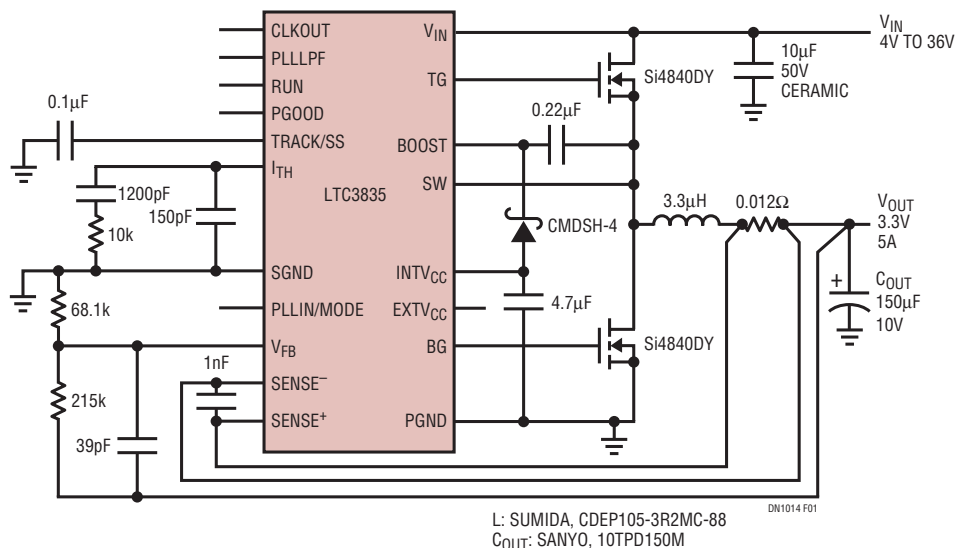 CLKOUT
PLLLPF
RUN
PGOOD
TRACK/SS
ITH
SGND
PLLIN/MODE
VFB
SENSE–
SENSE+
LTC3835
VIN
TG
BOOST
SW
INTVCC
EXTVCC
BG
PGND
0.1µF
1200pF
150pF
10k
68.1k
215k
39pF
1nF
0.22µF
CMDSH-4
4.7µF
Si4840DY
Si4840DY
3.3µH
0.012Ω
10µF
50V
CERAMIC
VIN
4V TO 36V
VOUT
3.3V
5A
+
COUT
150µF
10V
DN1014 F01
L: SUMIDA, CDEP105-3R2MC-88
COUT: SANYO, 10TPD150M